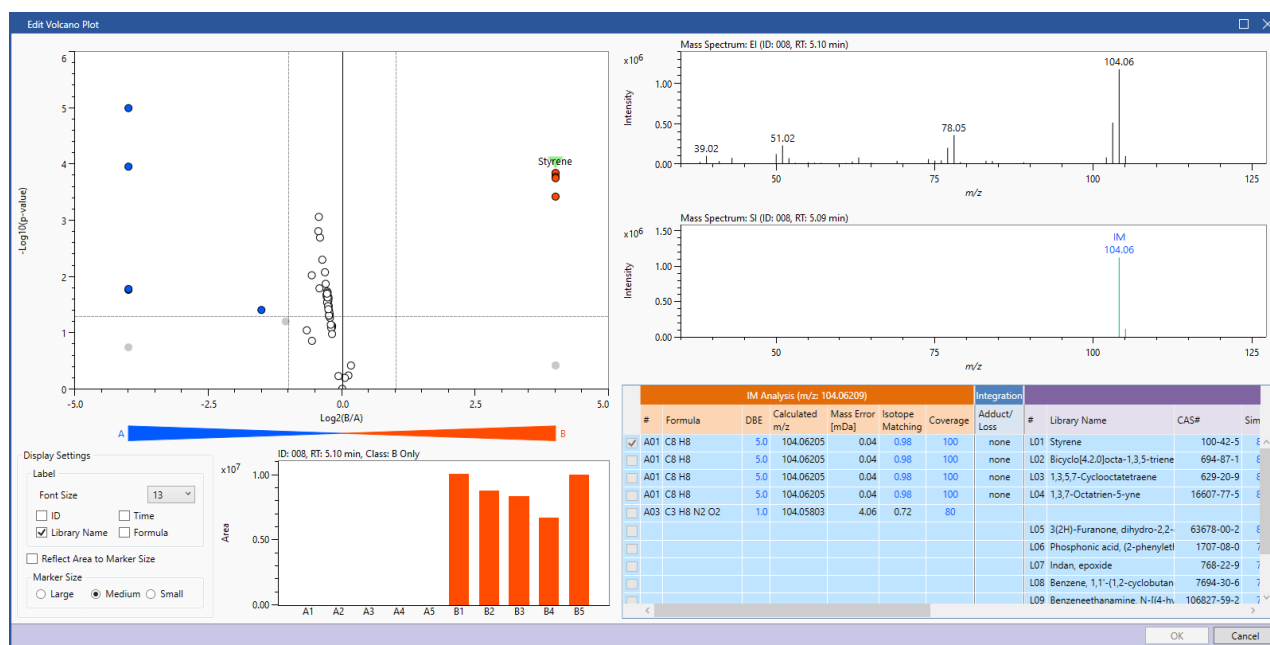 Edit Volcano Plot
6
5
4
3
2
1
0
-Log10(p-value)
Styrene
-5.0
-2.5
0.0
2.5
5.0
Log2(B/A)
A
B
Display Settings
Label
Font Size
13
ID
Time
Library Name
Formula
Reflect Area to Marker Size
Marker Size
Large
Medium
Small
ID: 008, RT: 5.10 min, Class: B Only
x10⁷
1.00
0.50
0.00
Area
A1 A2 A3 A4 A5 B1 B2 B3 B4 B5
Mass Spectrum: EI (ID: 008, RT: 5.10 min)
x10⁶
1.00
0.50
0.00
Intensity
39.02
51.02
78.05
104.06
50
75
100
125
m/z
Mass Spectrum: SI (ID: 008, RT: 5.09 min)
x10⁶
1.50
1.00
0.50
0.00
Intensity
IM
104.06
50
75
100
125
m/z
IM Analysis (m/z: 104.06209) Integration
# Formula DBE Calculated m/z Mass Error [mDa] Isotope Matching Coverage Adduct/ Loss # Library Name CAS# Sim
A01 C8 H8 5.0 104.06205 0.04 0.98 100 none L01 Styrene 100-42-5
A01 C8 H8 5.0 104.06205 0.04 0.98 100 none L02 Bicyclo[4.2.0]octa-1,3,5-triene 694-87-1
A01 C8 H8 5.0 104.06205 0.04 0.98 100 none L03 1,3,5,7-Cyclooctatetraene 629-20-9
A01 C8 H8 5.0 104.06205 0.04 0.98 100 none L04 1,3,7-Octatrien-5-yne 16607-77-5
A03 C3 H8 N2 O2 1.0 104.05803 4.06 0.72 80
L05 3(2H)-Furanone, dihydro-2,2- 63678-00-2
L06 Phosphonic acid, (2-phenyleth 1707-08-0
L07 Indan, epoxide 768-22-9
L08 Benzene, 1,1'-(1,2-cyclobutan 7694-30-6
L09 Benzeneethanamine, N-[(4-hy 106827-59-2
OK
Cancel